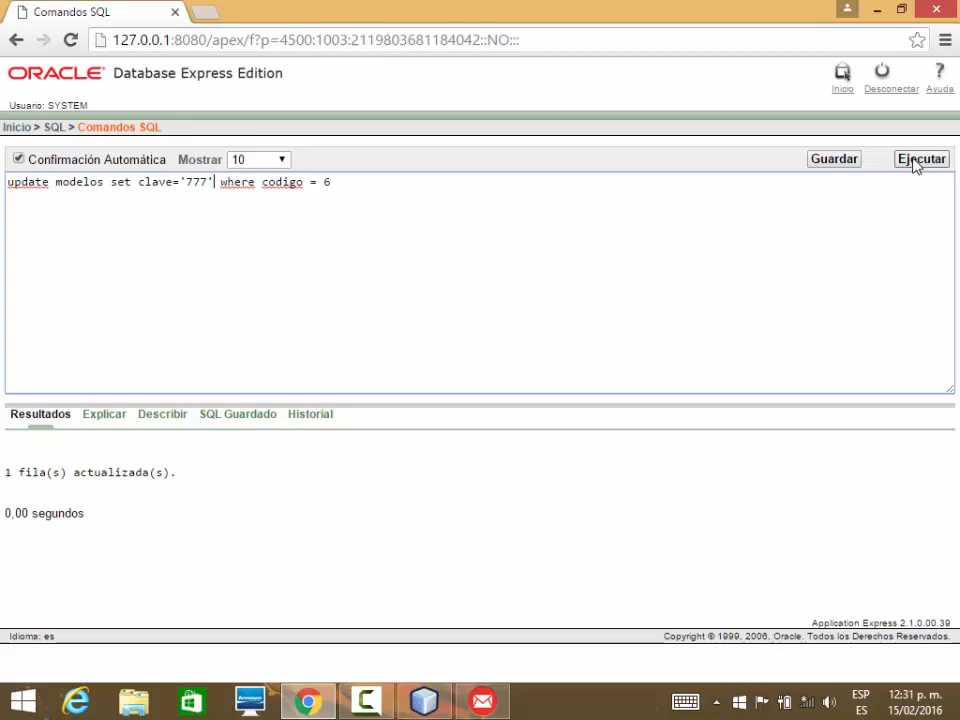 Comandos SQL
127.0.0.1:8080/apex/f?p=4500:1003:2119803681184042::NO:::
ORACLE Database Express Edition
Inicio Desconectar Ayuda
Usuario: SYSTEM
Inicio > SQL > Comandos SQL
Confirmación Automática Mostrar 10 Guardar Ejecutar
update modelos set clave='777' where codigo = 6
Resultados Explicar Describir SQL Guardado Historial
1 fila(s) actualizada(s).
0,00 segundos
Application Express 2.1.0.00.39
Idioma: es Copyright © 1999, 2006, Oracle. Todos los Derechos Reservados.
ESP 12:31 p. m.
ES 15/02/2016